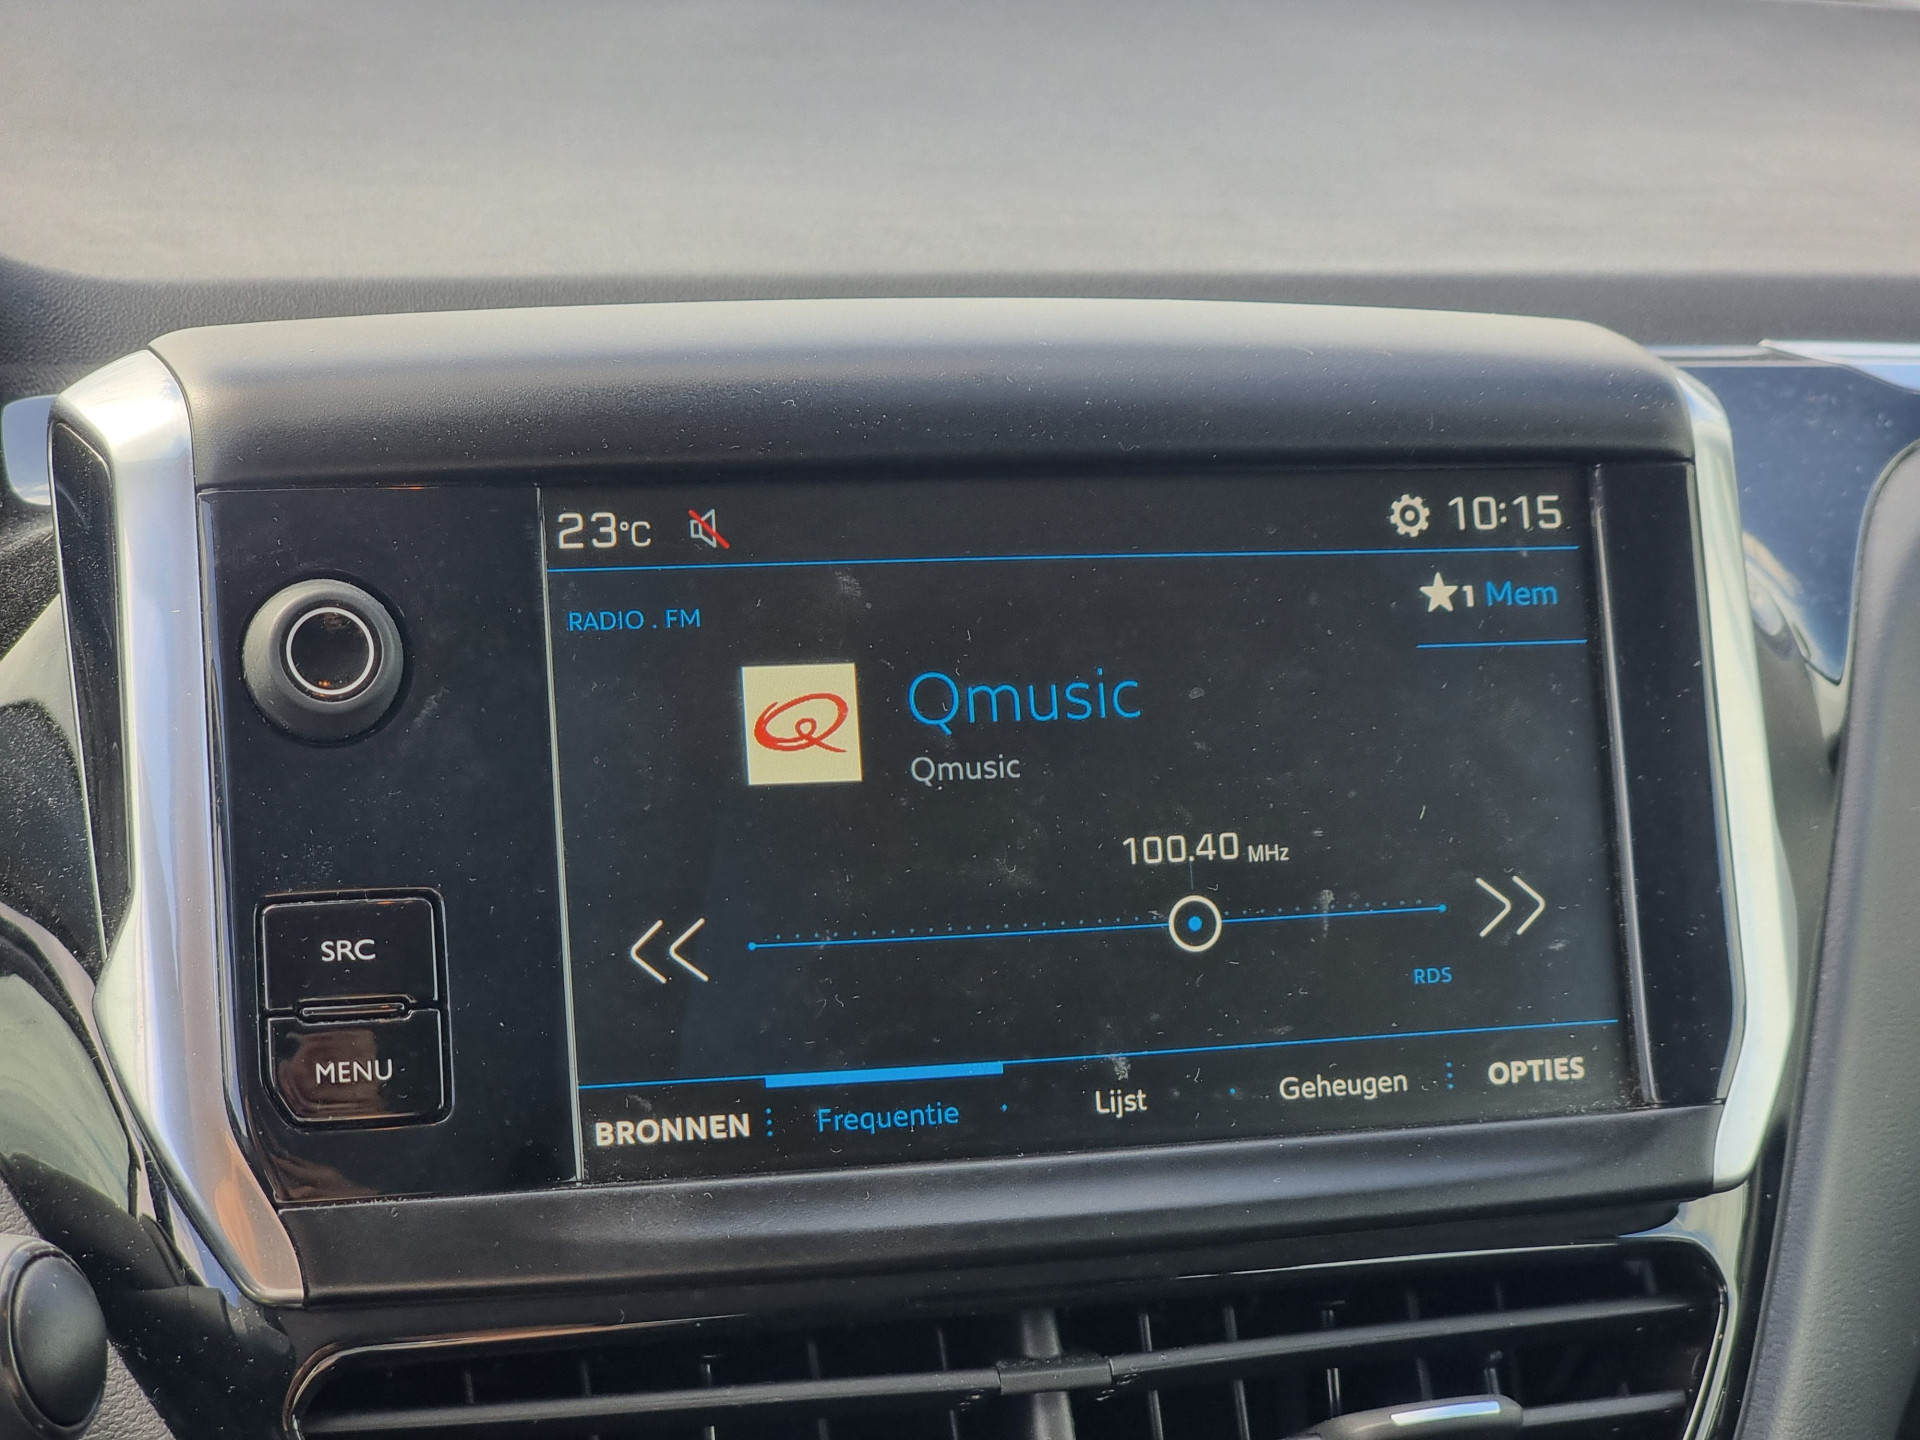 23°C
10:15
RADIO . FM
1 Mem
Qmusic
Qmusic
100.40 MHz
RDS
SRC
MENU
BRONNEN
Frequentie
Lijst
Geheugen
OPTIES